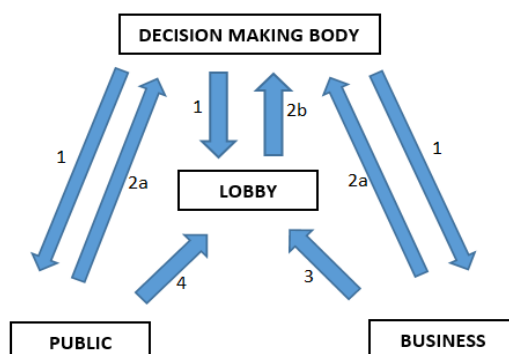 DECISION MAKING BODY
1
2b
1
1
2a
2a
LOBBY
4
3
PUBLIC
BUSINESS